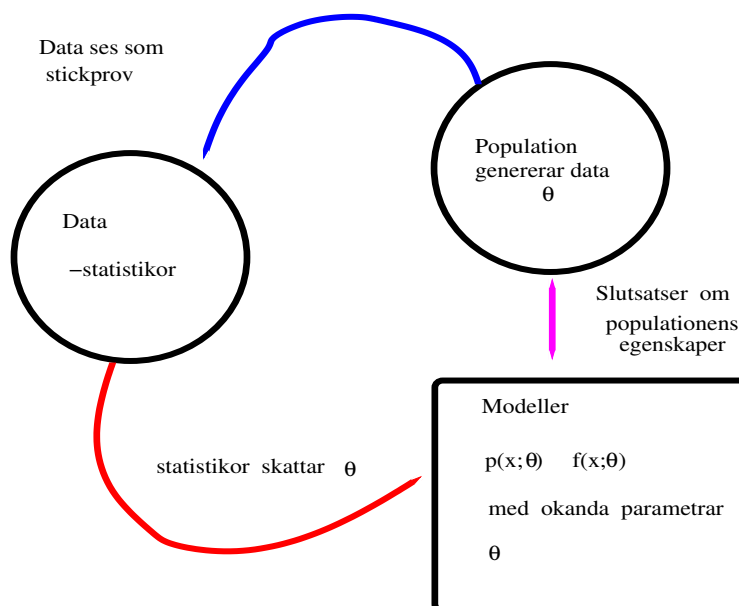 Data ses som
stickprov
Population
genererar data
θ
Data
−statistikor
Slutsatser om
populationens
egenskaper
Modeller
p(x;θ) f(x;θ)
med okanda parametrar
θ
statistikor skattar θ